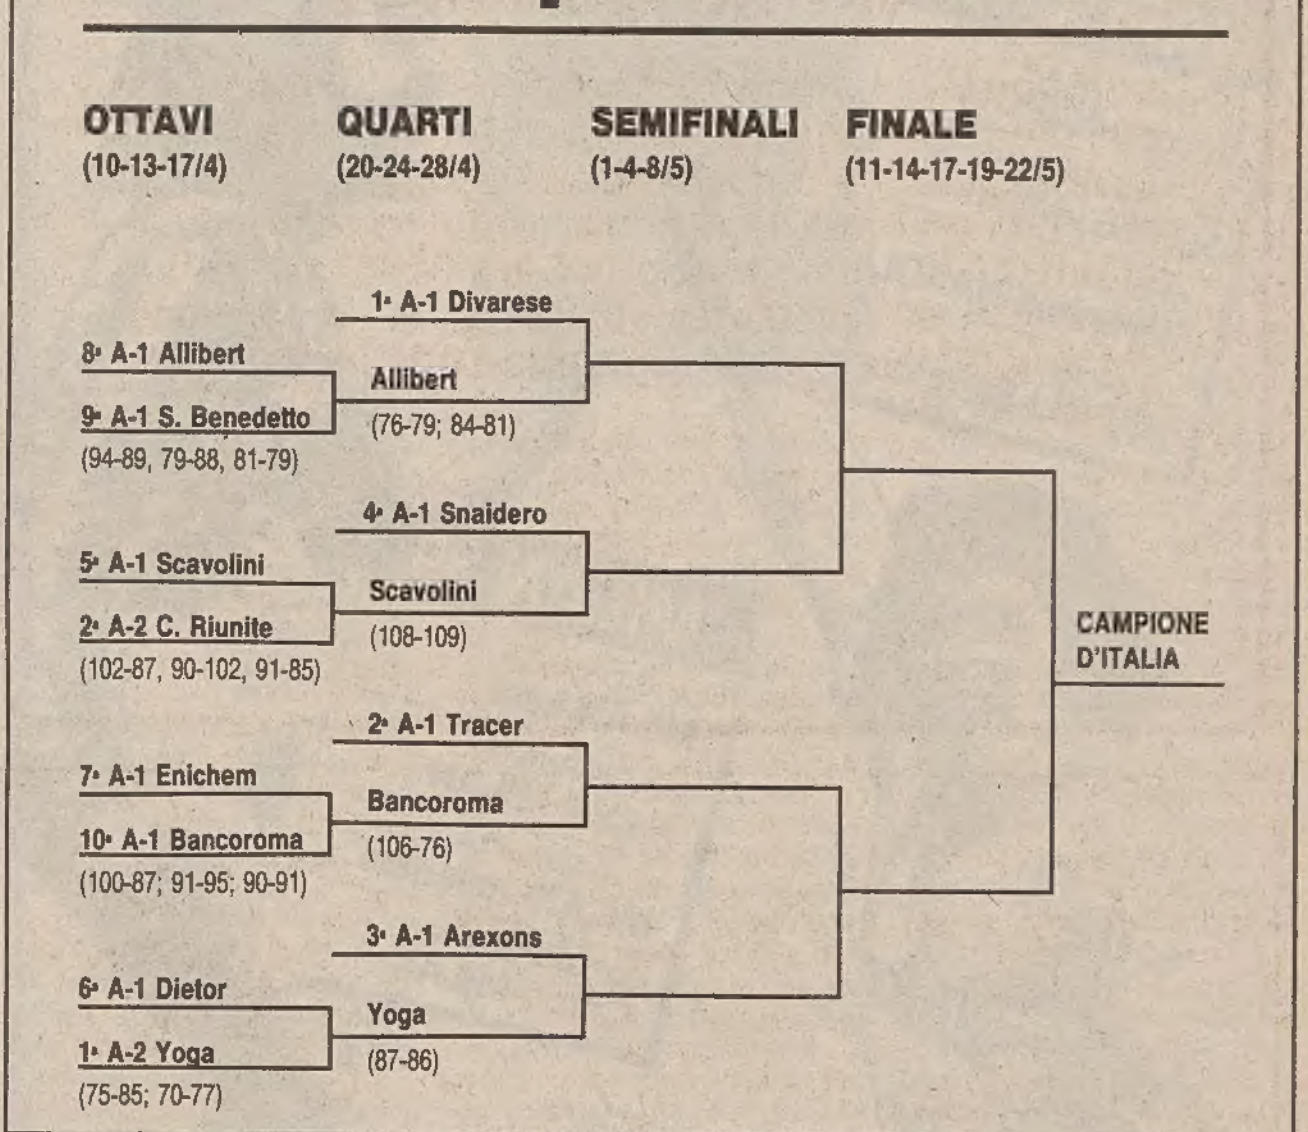 OTTAVI
(10-13-17/4)
QUARTI
(20-24-28/4)
SEMIFINALI
(1-4-8/5)
FINALE
(11-14-17-19-22/5)
8ª A-1 Allibert
9ª A-1 S. Benedetto
(94-89, 79-88, 81-79)
5ª A-1 Scavolini
2ª A-2 C. Riunite
(102-87, 90-102, 91-85)
7ª A-1 Enichem
10ª A-1 Bancoroma
(100-87; 91-95; 90-91)
6ª A-1 Dietor
1ª A-2 Yoga
(75-85; 70-77)
1ª A-1 Divarese
Allibert
(76-79; 84-81)
4ª A-1 Snaidero
Scavolini
(108-109)
2ª A-1 Tracer
Bancoroma
(106-76)
3ª A-1 Arexons
Yoga
(87-86)
CAMPIONE
D'ITALIA